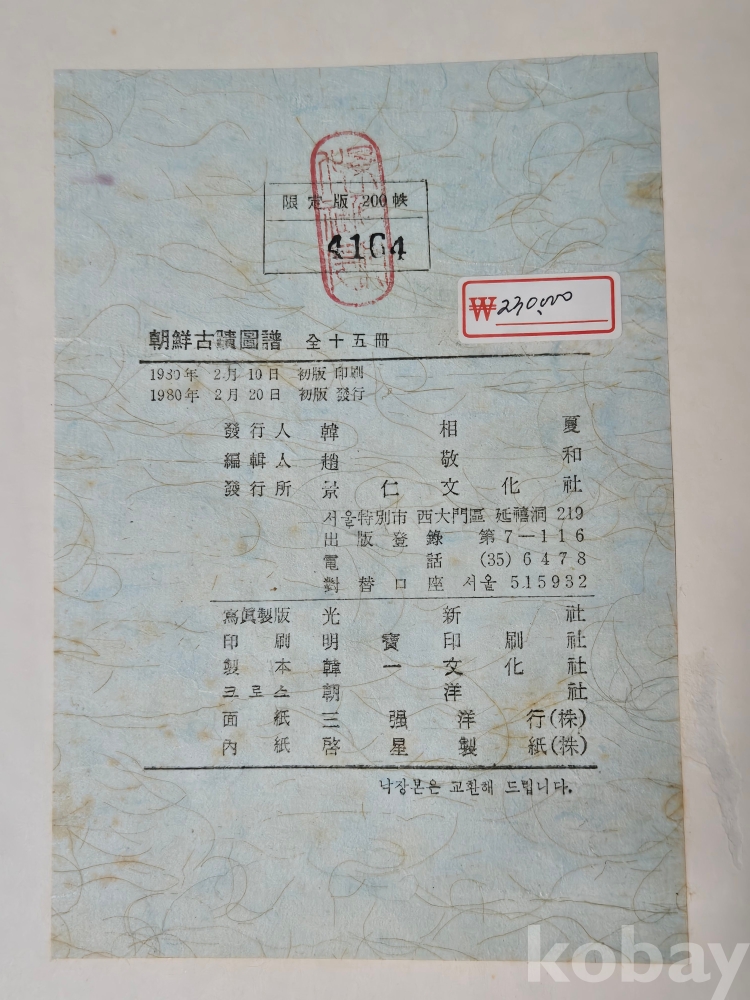 限定版 200帙
4164
₩230,000
朝鮮古蹟圖譜 全十五冊
1980年 2月 10日 初版 印刷
1980年 2月 20日 初版 發行
發行人 韓相夏
編輯人 趙敬和
發行所 景仁文化社
서울特別市 西大門區 延禧洞 219
出版登錄 第7—116
電話 (35) 6478
對替口座 서울 515932
寫眞製版 光新社
印刷 明寶印刷社
製本 韓一文化社
크로스 朝洋社
面紙 三强洋行(株)
內紙 啓星製紙(株)
낙장본은 교환해 드립니다.
kobay